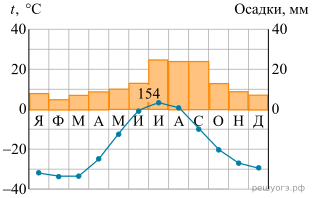 t, °C Осадки, мм
40 40
20 20
154
0 0
Я Ф М А М И И А С О Н Д
–20
–40
решуогэ.рф